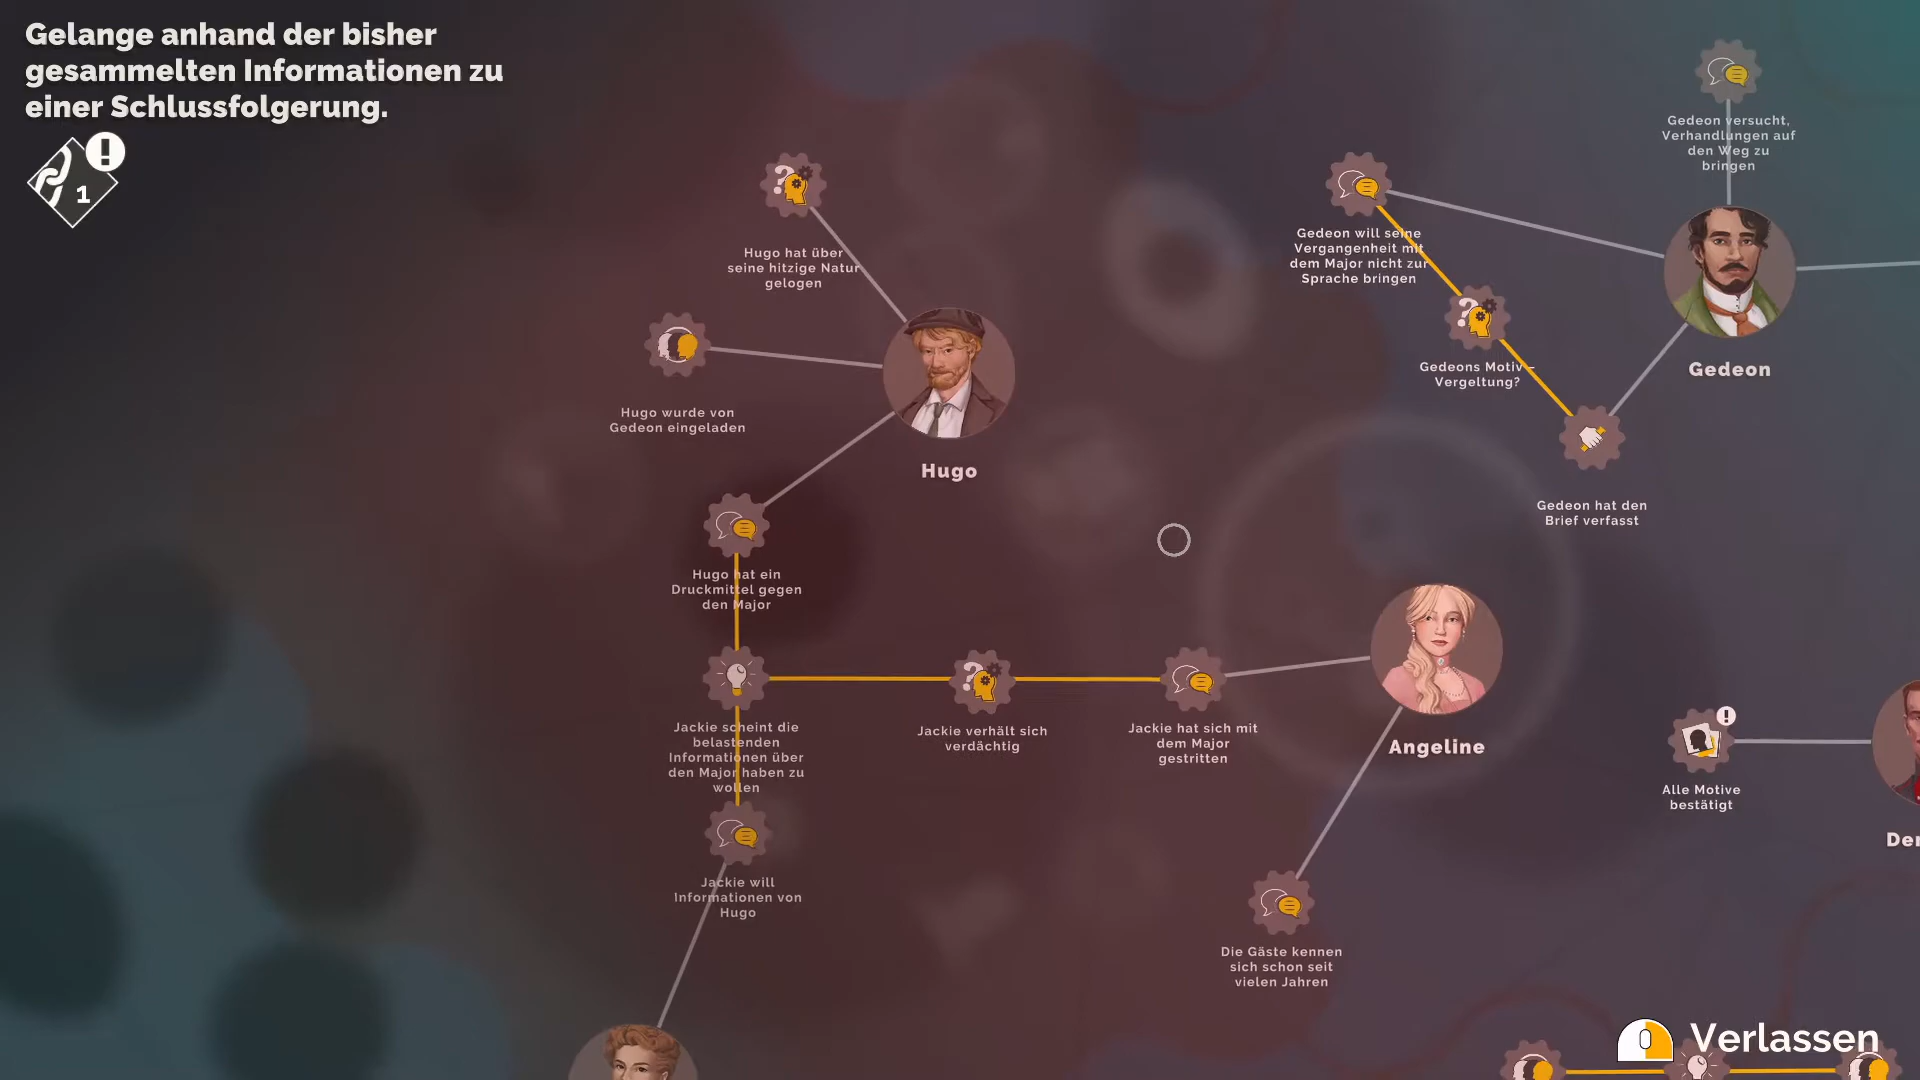 Gelange anhand der bisher
gesammelten Informationen zu
einer Schlussfolgerung.
1
Gedeon versucht,
Verhandlungen auf
den Weg zu
bringen
Hugo hat über
seine hitzige Natur
gelogen
Gedeon will seine
Vergangenheit mit
dem Major nicht zur
Sprache bringen
Gedeons Motiv –
Vergeltung?
Gedeon
Hugo wurde von
Gedeon eingeladen
Hugo
Gedeon hat den
Brief verfasst
Hugo hat ein
Druckmittel gegen
den Major
Jackie scheint die
belastenden
Informationen über
den Major haben zu
wollen
Jackie verhält sich
verdächtig
Jackie hat sich mit
dem Major
gestritten
Angeline
Alle Motive
bestätigt
Jackie will
Informationen von
Hugo
Die Gäste kennen
sich schon seit
vielen Jahren
Verlassen